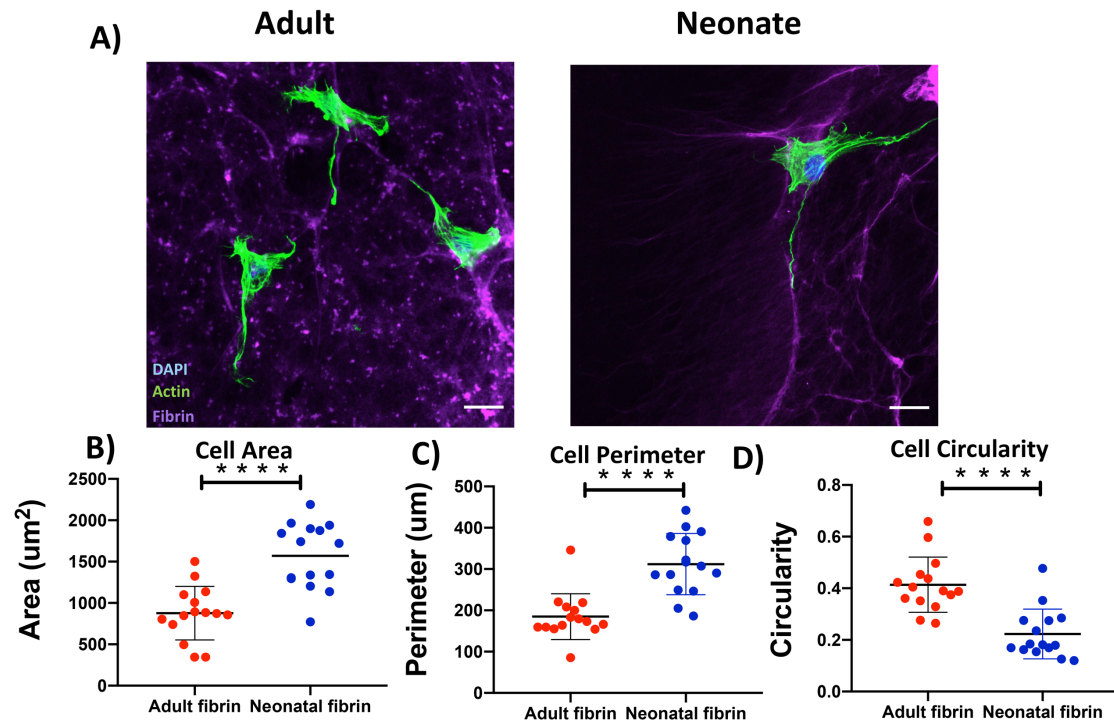 Adult
Neonate
A)
DAPI
Actin
Fibrin
B)
Cell Area
* * * *
Area (um²)
2500
2000
1500
1000
500
0
Adult fibrin
Neonatal fibrin
C)
Cell Perimeter
* * * *
Perimeter (um)
500
400
300
200
100
0
Adult fibrin
Neonatal fibrin
D)
Cell Circularity
* * * *
Circularity
0.8
0.6
0.4
0.2
0.0
Adult fibrin
Neonatal fibrin